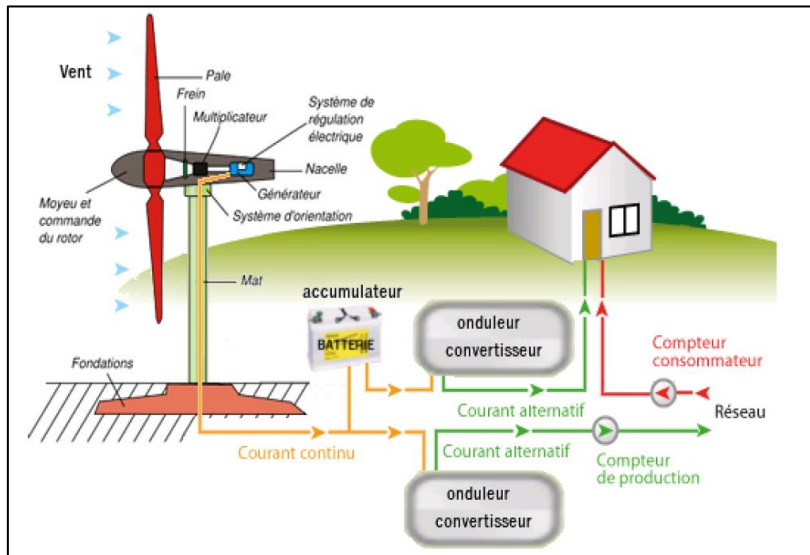 Vent
Pale
Frein
Multiplicateur
Système de
régulation
électrique
Nacelle
Générateur
Système d'orientation
Moyeu et
commande
du rotor
Mat
Fondations
accumulateur
BATTERIE
onduleur
convertisseur
Compteur
consommateur
Courant alternatif
Réseau
Courant continu
Courant alternatif
Compteur
de production
onduleur
convertisseur